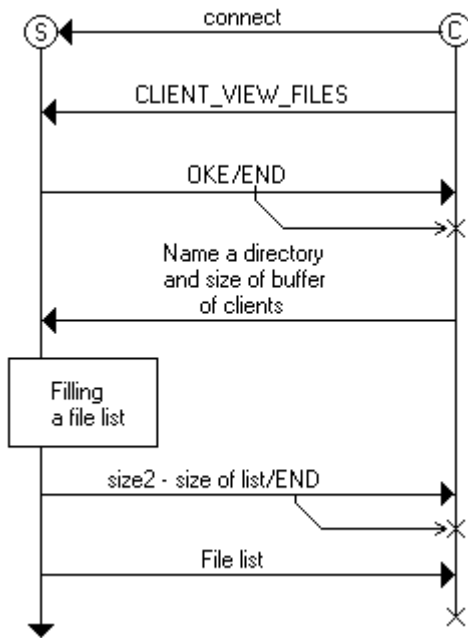 connect
S
C
CLIENT_VIEW_FILES
OKE/END
Name a directory
and size of buffer
of clients
Filling
a file list
size2 - size of list/END
File list